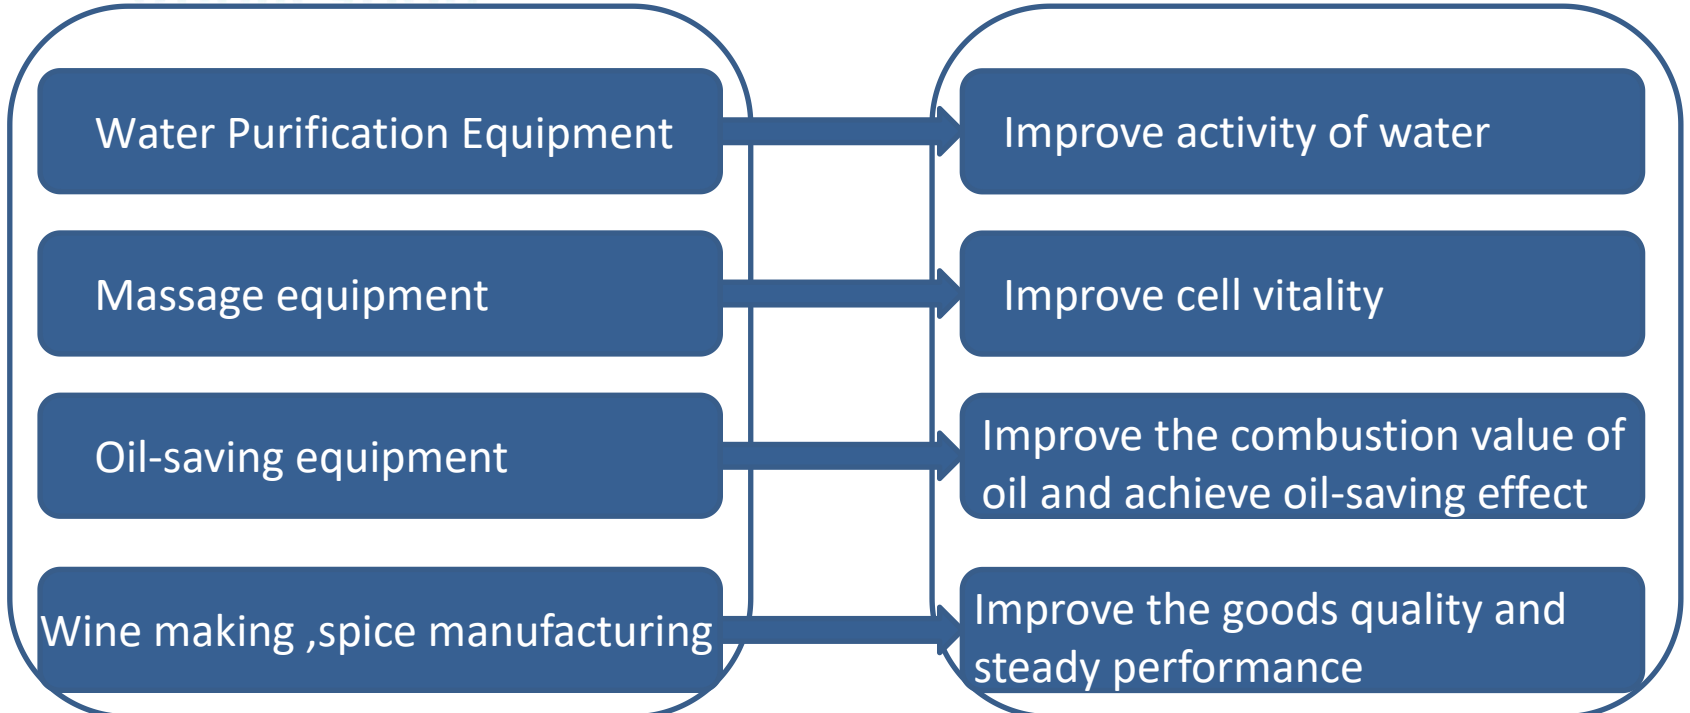 Water Purification Equipment
Improve activity of water
Massage equipment
Improve cell vitality
Oil-saving equipment
Improve the combustion value of
oil and achieve oil-saving effect
Wine making ,spice manufacturing
Improve the goods quality and
steady performance